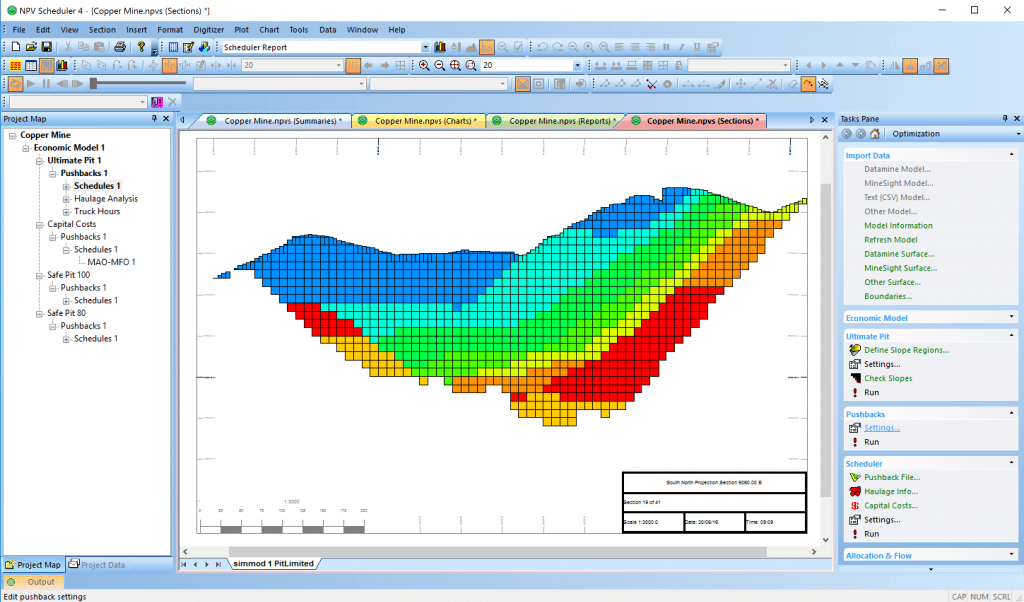 NPV Scheduler 4 - [Copper Mine.npvs (Sections) *]
File Edit View Section Insert Format Digitizer Plot Chart Tools Data Window Help
Scheduler Report
20 20
Project Map
Copper Mine.npvs (Summaries) * Copper Mine.npvs (Charts) * Copper Mine.npvs (Reports) * Copper Mine.npvs (Sections) *
Tasks Pane
Optimization
Copper Mine
Economic Model 1
Ultimate Pit 1
Pushbacks 1
Schedules 1
Haulage Analysis
Truck Hours
Capital Costs
Pushbacks 1
Schedules 1
MAO-MFO 1
Safe Pit 100
Pushbacks 1
Schedules 1
Safe Pit 80
Pushbacks 1
Schedules 1
1:3000
South North Projection Section 5050.00 E
Section 19 of 41
Scale 1:3000.0 Date: 30/08/16 Time: 09:09
simmod 1 PitLimited
Import Data
Datamine Model...
MineSight Model...
Text (CSV) Model...
Other Model...
Model Information
Refresh Model
Datamine Surface...
MineSight Surface...
Other Surface...
Boundaries...
Economic Model
Ultimate Pit
Define Slope Regions...
Settings...
Check Slopes
Run
Pushbacks
Settings...
Run
Scheduler
Pushback File...
Haulage Info...
Capital Costs...
Settings...
Run
Allocation & Flow
Project Map Project Data
Output
Edit pushback settings
CAP NUM SCRL